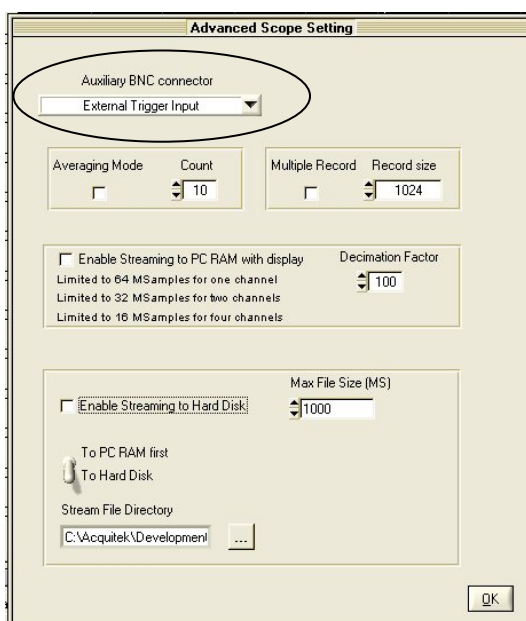 Advanced Scope Setting
Auxiliary BNC connector
External Trigger Input
Averaging Mode Count
10
Multiple Record Record size
1024
Enable Streaming to PC RAM with display
Limited to 64 MSamples for one channel
Limited to 32 MSamples for two channels
Limited to 16 MSamples for four channels
Decimation Factor
100
Max File Size (MS)
Enable Streaming to Hard Disk
1000
To PC RAM first
To Hard Disk
Stream File Directory
C:\Acquitek\Development
...
OK